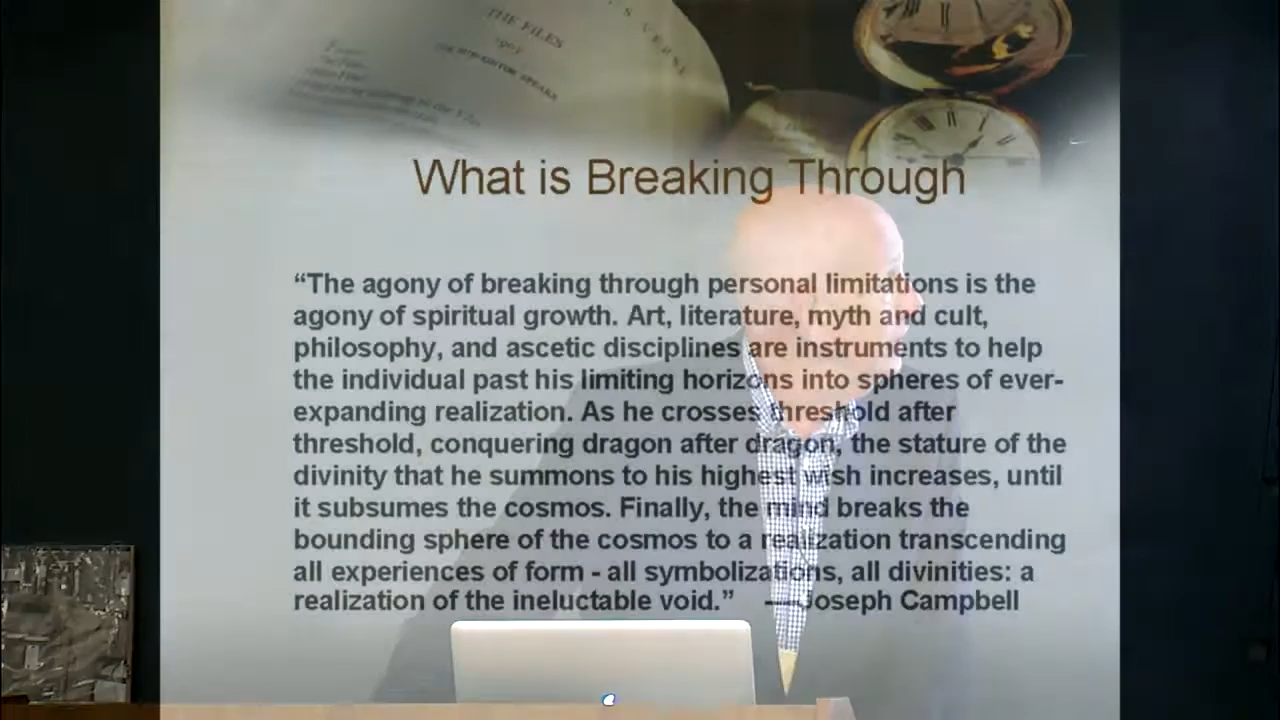 THE FILES
1907
What is Breaking Through
“The agony of breaking through personal limitations is the
agony of spiritual growth. Art, literature, myth and cult,
philosophy, and ascetic disciplines are instruments to help
the individual past his limiting horizons into spheres of ever-
expanding realization. As he crosses threshold after
threshold, conquering dragon after dragon, the stature of the
divinity that he summons to his highest wish increases, until
it subsumes the cosmos. Finally, the mind breaks the
bounding sphere of the cosmos to a realization transcending
all experiences of form - all symbolizations, all divinities: a
realization of the ineluctable void.” — Joseph Campbell